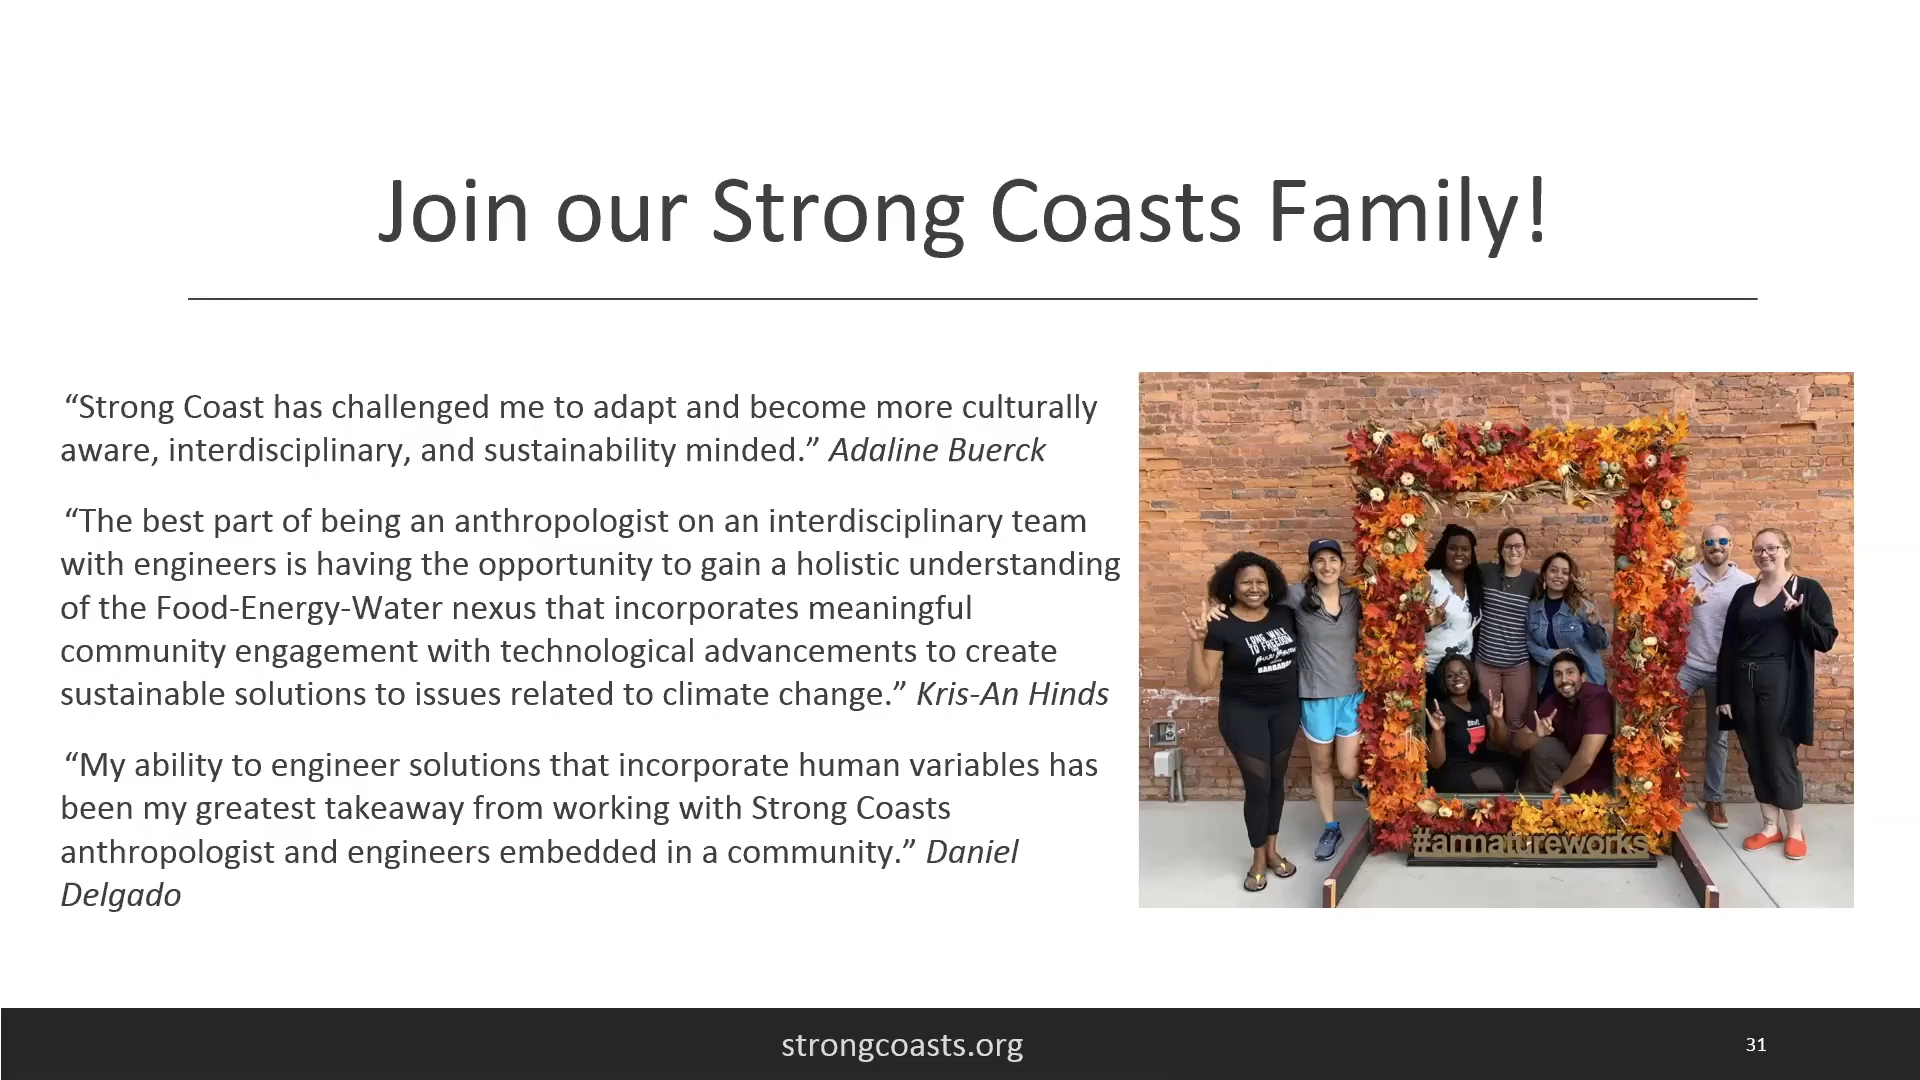 Join our Strong Coasts Family!
“Strong Coast has challenged me to adapt and become more culturally
aware, interdisciplinary, and sustainability minded.” Adaline Buerck
“The best part of being an anthropologist on an interdisciplinary team
with engineers is having the opportunity to gain a holistic understanding
of the Food-Energy-Water nexus that incorporates meaningful
community engagement with technological advancements to create
sustainable solutions to issues related to climate change.” Kris-An Hinds
“My ability to engineer solutions that incorporate human variables has
been my greatest takeaway from working with Strong Coasts
anthropologist and engineers embedded in a community.” Daniel
Delgado
LONG WALK
TO FREEDOM
BARBADOS
#armatureworks
strongcoasts.org
31